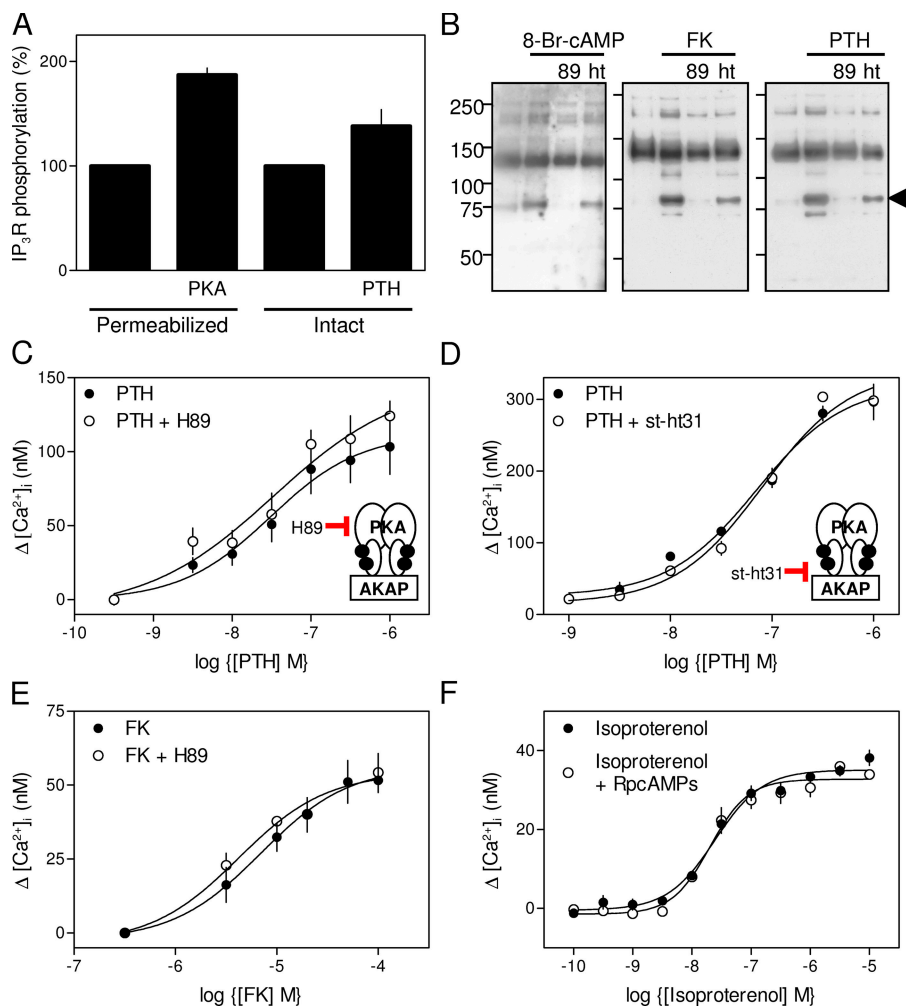 A
IP3R phosphorylation (%)
200
100
0
PKA
PTH
Permeabilized
Intact
B
8-Br-cAMP
FK
PTH
89 ht
89 ht
89 ht
250
150
100
75
50
C
Δ [Ca2+]i (nM)
150
100
50
0
PTH
PTH + H89
H89
PKA
AKAP
-10
-9
-8
-7
-6
log {[PTH] M}
D
Δ [Ca2+]i (nM)
300
200
100
0
PTH
PTH + st-ht31
st-ht31
PKA
AKAP
-9
-8
-7
-6
log {[PTH] M}
E
Δ [Ca2+]i (nM)
75
50
25
0
FK
FK + H89
-7
-6
-5
-4
log {[FK] M}
F
Δ [Ca2+]i (nM)
40
20
0
Isoproterenol
Isoproterenol
+ RpcAMPs
-10
-9
-8
-7
-6
-5
log {[Isoproterenol] M}